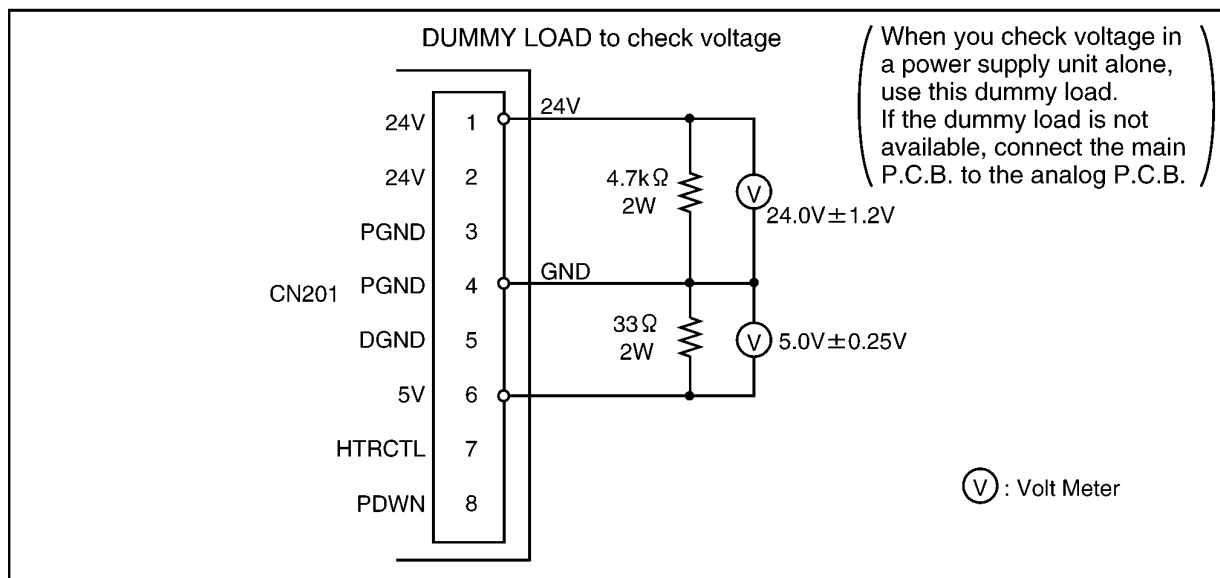 DUMMY LOAD to check voltage
When you check voltage in
a power supply unit alone,
use this dummy load.
If the dummy load is not
available, connect the main
P.C.B. to the analog P.C.B.
24V 1 24V
24V 2
PGND 3
CN201 PGND 4 GND
DGND 5
5V 6
HTRCTL 7
PDWN 8
4.7kΩ
2W
V
24.0V±1.2V
33Ω
2W
V 5.0V±0.25V
V : Volt Meter